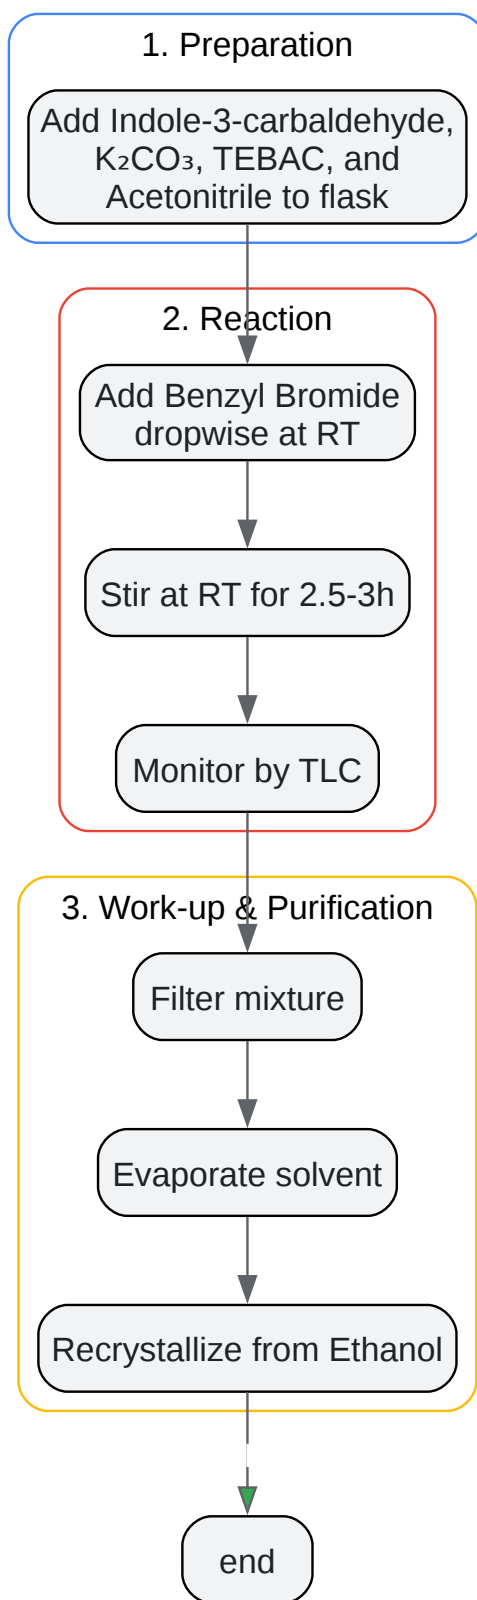 1. Preparation
Add Indole-3-carbaldehyde,
K₂CO₃, TEBAC, and
Acetonitrile to flask
2. Reaction
Add Benzyl Bromide
dropwise at RT
Stir at RT for 2.5-3h
Monitor by TLC
3. Work-up & Purification
Filter mixture
Evaporate solvent
Recrystallize from Ethanol
end